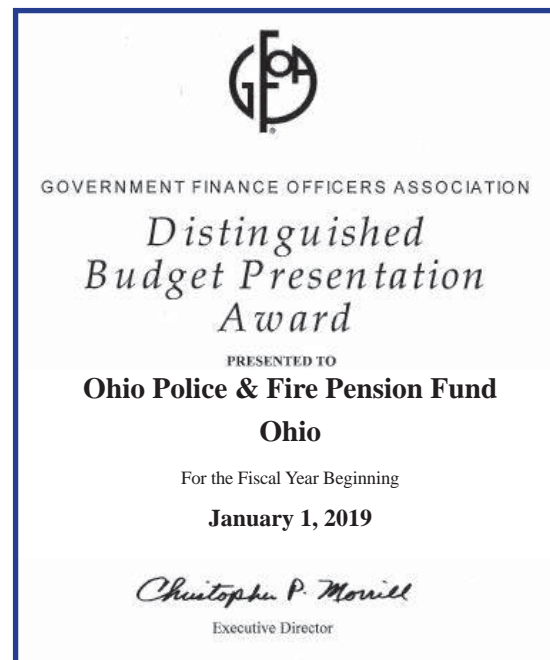 GFOA
®
GOVERNMENT FINANCE OFFICERS ASSOCIATION
Distinguished
Budget Presentation
Award
PRESENTED TO
Ohio Police & Fire Pension Fund
Ohio
For the Fiscal Year Beginning
January 1, 2019
Christopher P. Morrill
Executive Director